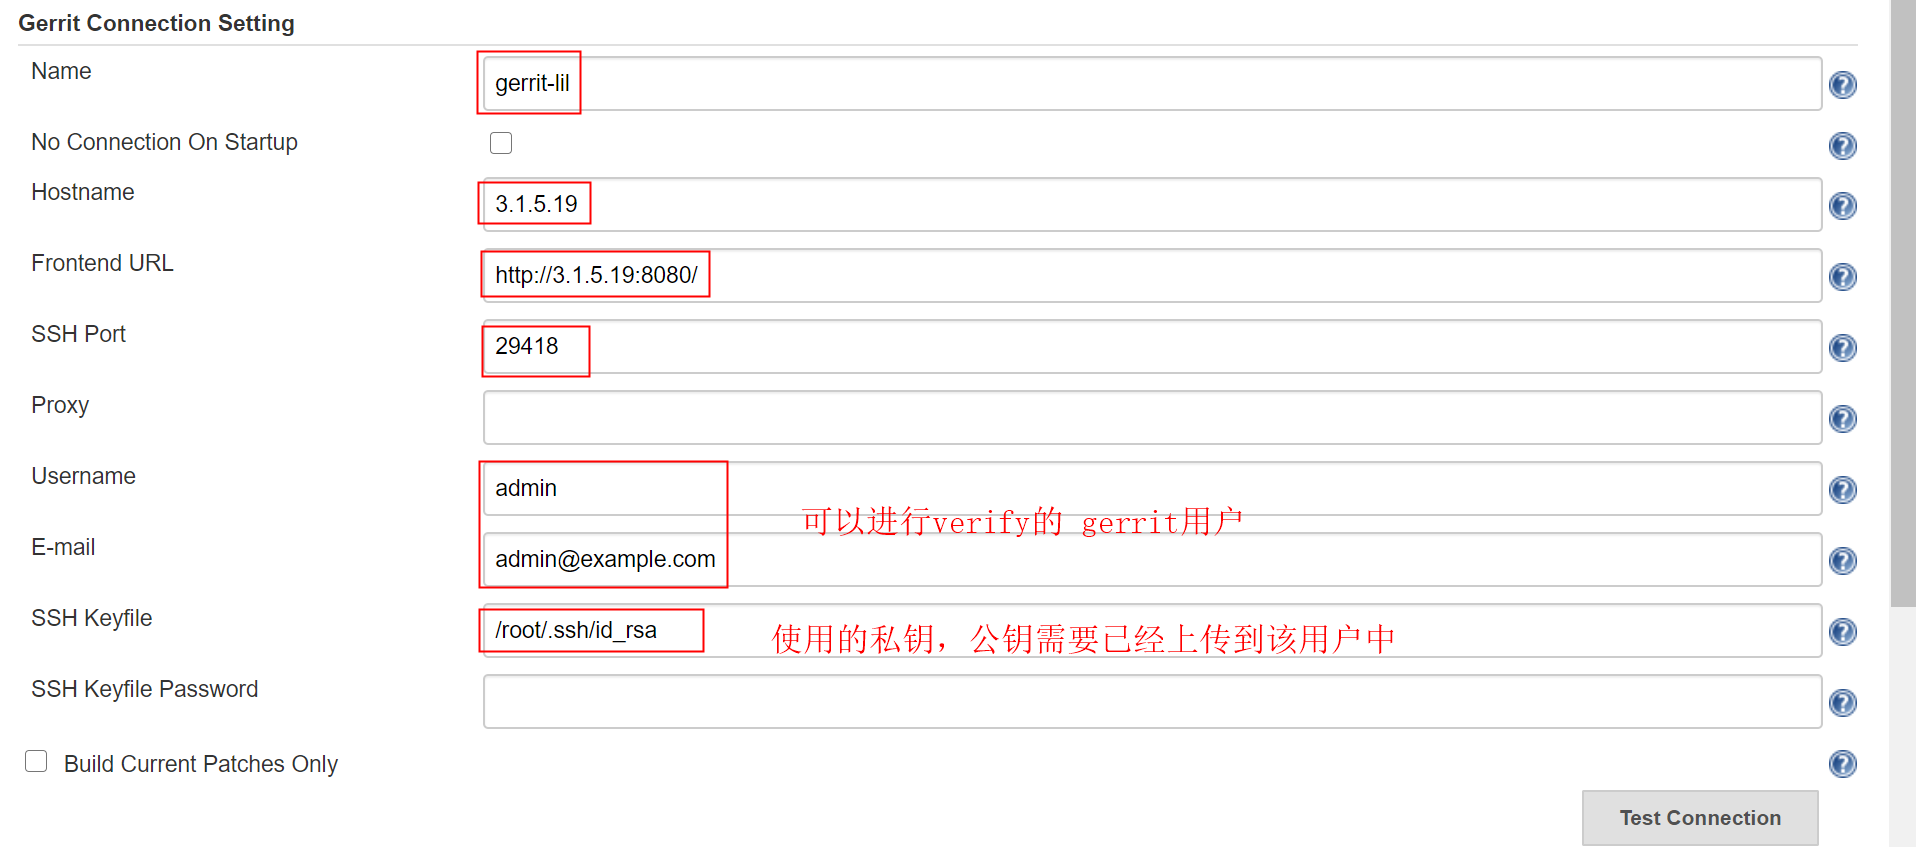 Gerrit Connection Setting
Name
gerrit-lil
No Connection On Startup
Hostname
3.1.5.19
Frontend URL
http://3.1.5.19:8080/
SSH Port
29418
Proxy
Username
admin
可以进行verify的 gerrit用户
E-mail
admin@example.com
SSH Keyfile
/root/.ssh/id_rsa
使用的私钥，公钥需要已经上传到该用户中
SSH Keyfile Password
Build Current Patches Only
Test Connection